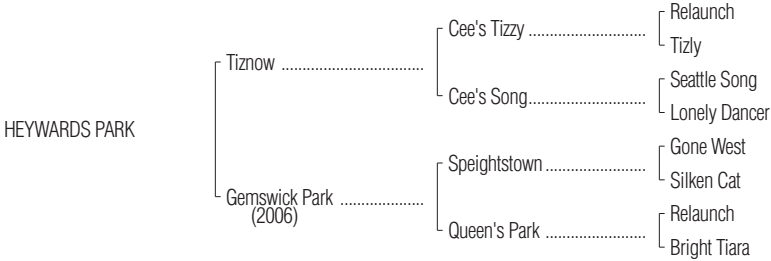 Relaunch
Cee's Tizzy ..............................
Tizly
Tiznow ....................................
Seattle Song
Cee's Song..............................
Lonely Dancer
HEYWARDS PARK
Gone West
Speightstown ..........................
Silken Cat
Gemswick Park .....................
(2006)
Relaunch
Queen's Park ..........................
Bright Tiara